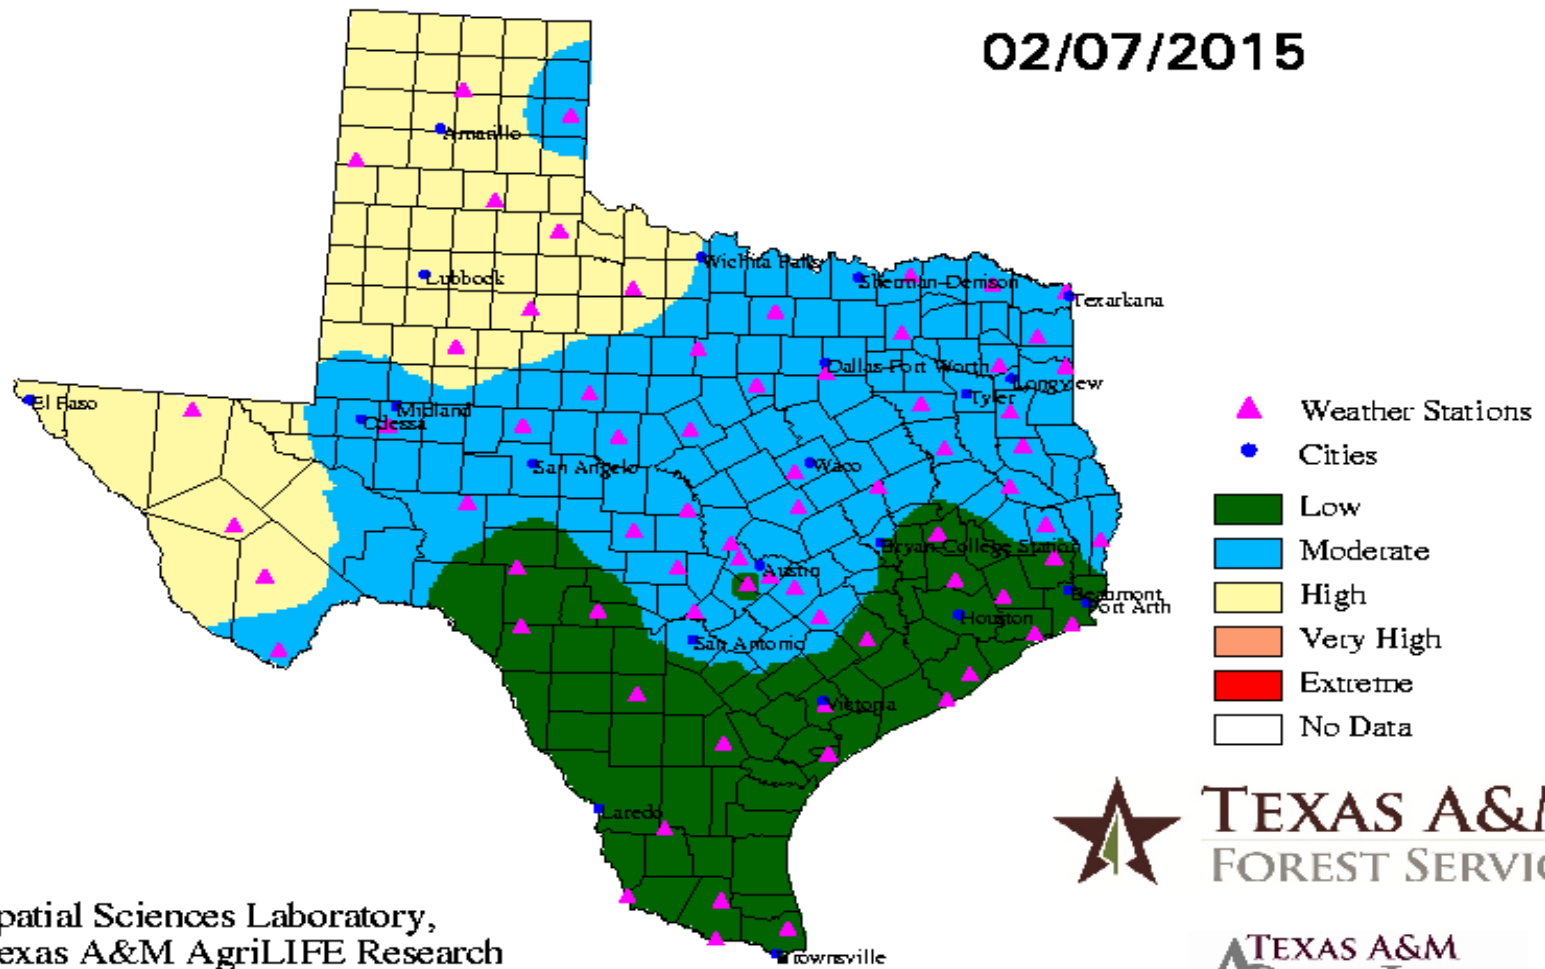 02/07/2015
Amarillo
Lubbock
Wichita Falls
Sherman-Denison
Texarkana
Dallas Fort Worth
Longview
Tyler
El Paso
Midland
Odessa
San Angelo
Waco
Bryan College Station
Austin
Beaumont
Port Arth
Houston
San Antonio
Victoria
Laredo
rownsville
Weather Stations
Cities
Low
Moderate
High
Very High
Extreme
No Data
TEXAS A&M
FOREST SERVIC
patial Sciences Laboratory,
exas A&M AgriLIFE Research
TEXAS A&M